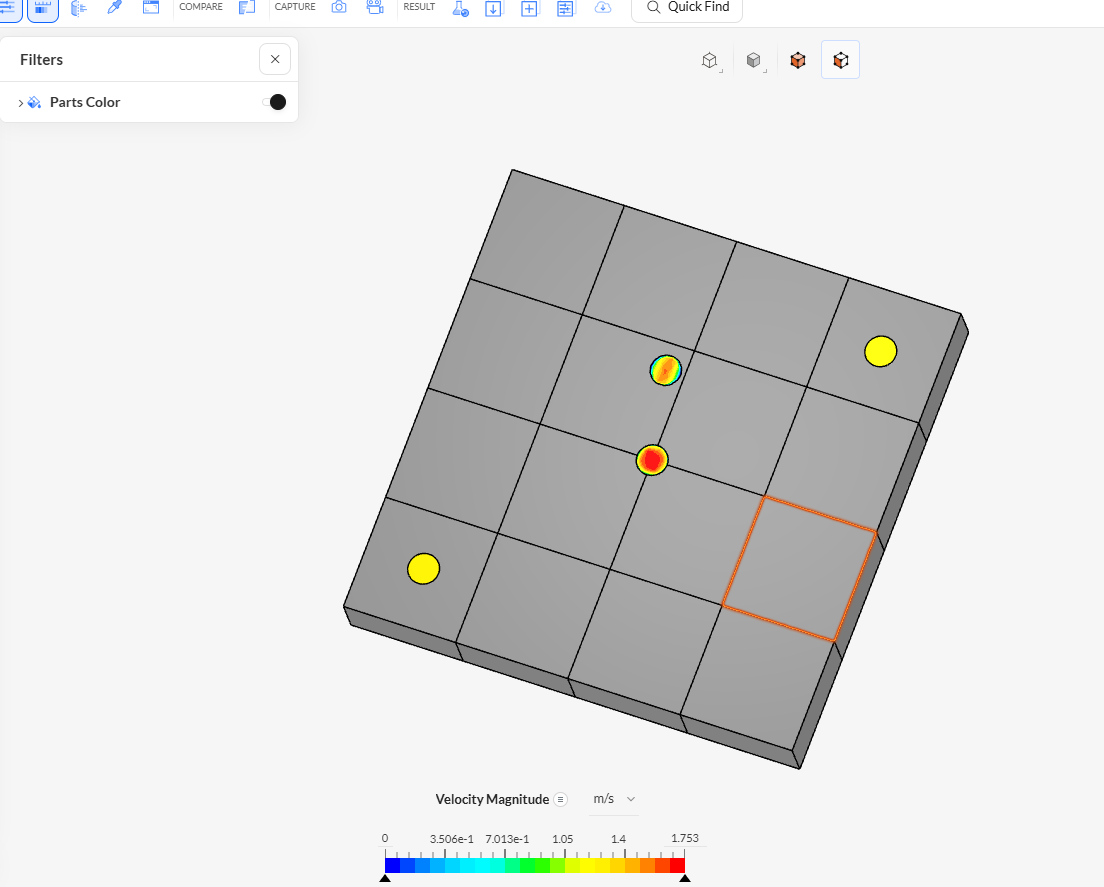 COMPARE CAPTURE RESULT Quick Find
Filters
Parts Color
Velocity Magnitude m/s
0 3.506e-1 7.013e-1 1.05 1.4 1.753